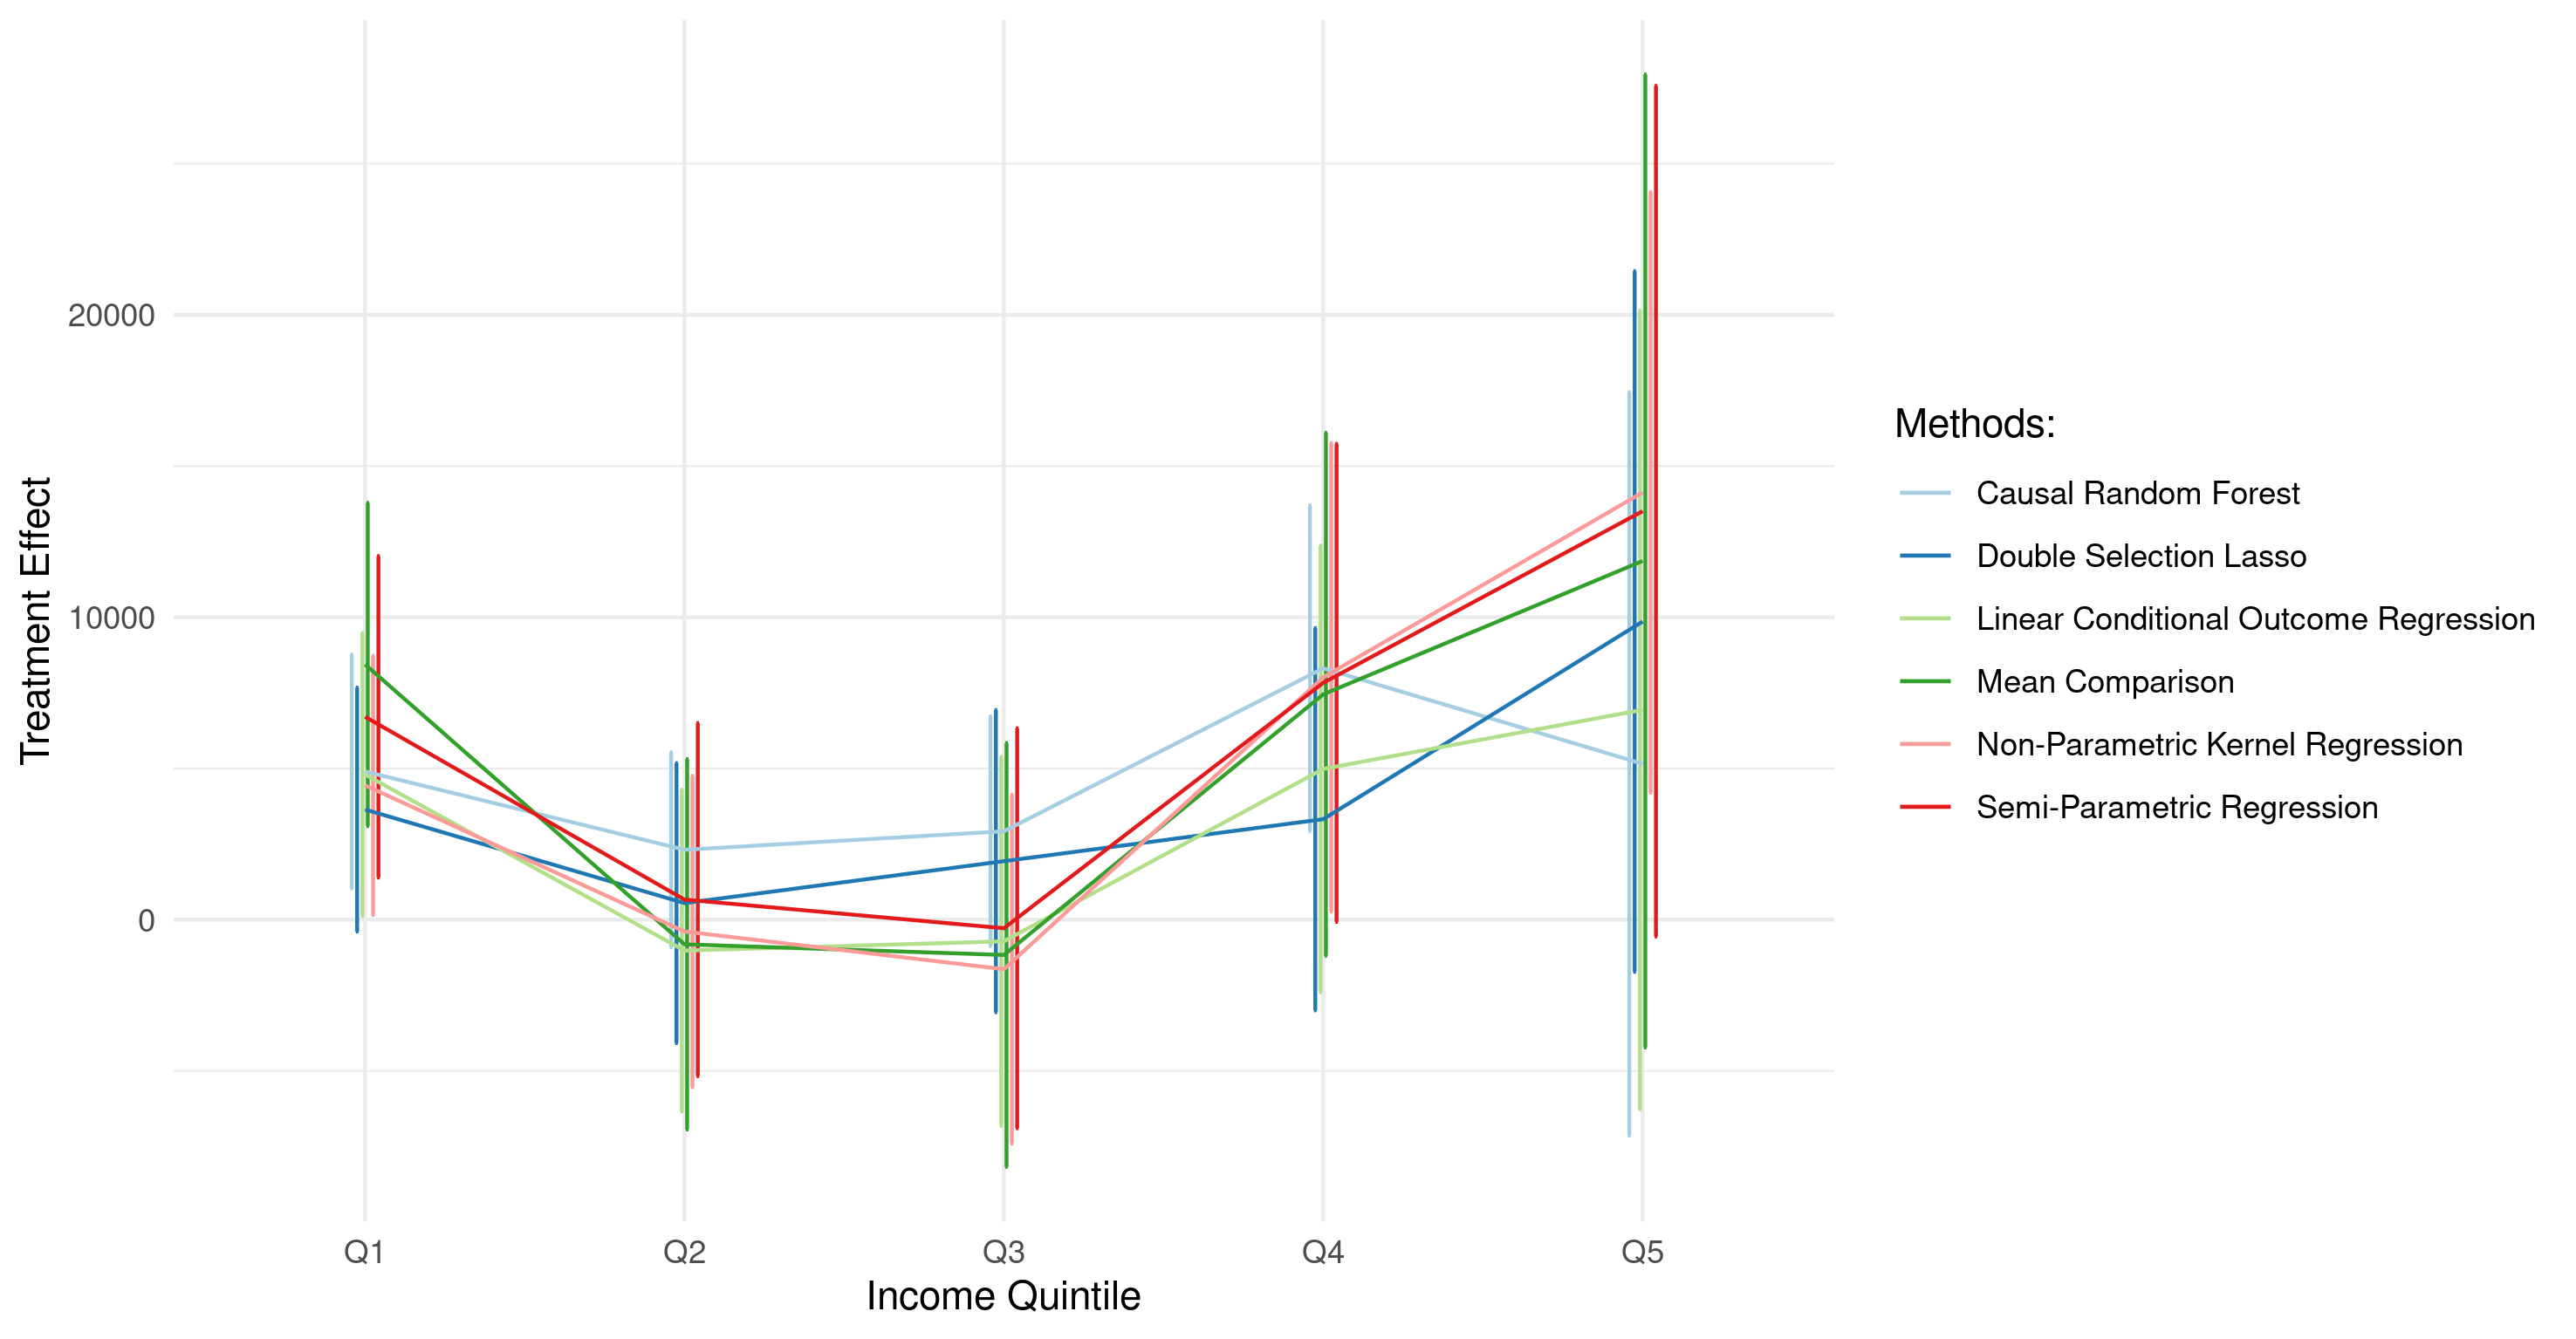 Treatment Effect
20000
10000
0
Q1
Q2
Q3
Q4
Q5
Income Quintile
Methods:
Causal Random Forest
Double Selection Lasso
Linear Conditional Outcome Regression
Mean Comparison
Non-Parametric Kernel Regression
Semi-Parametric Regression